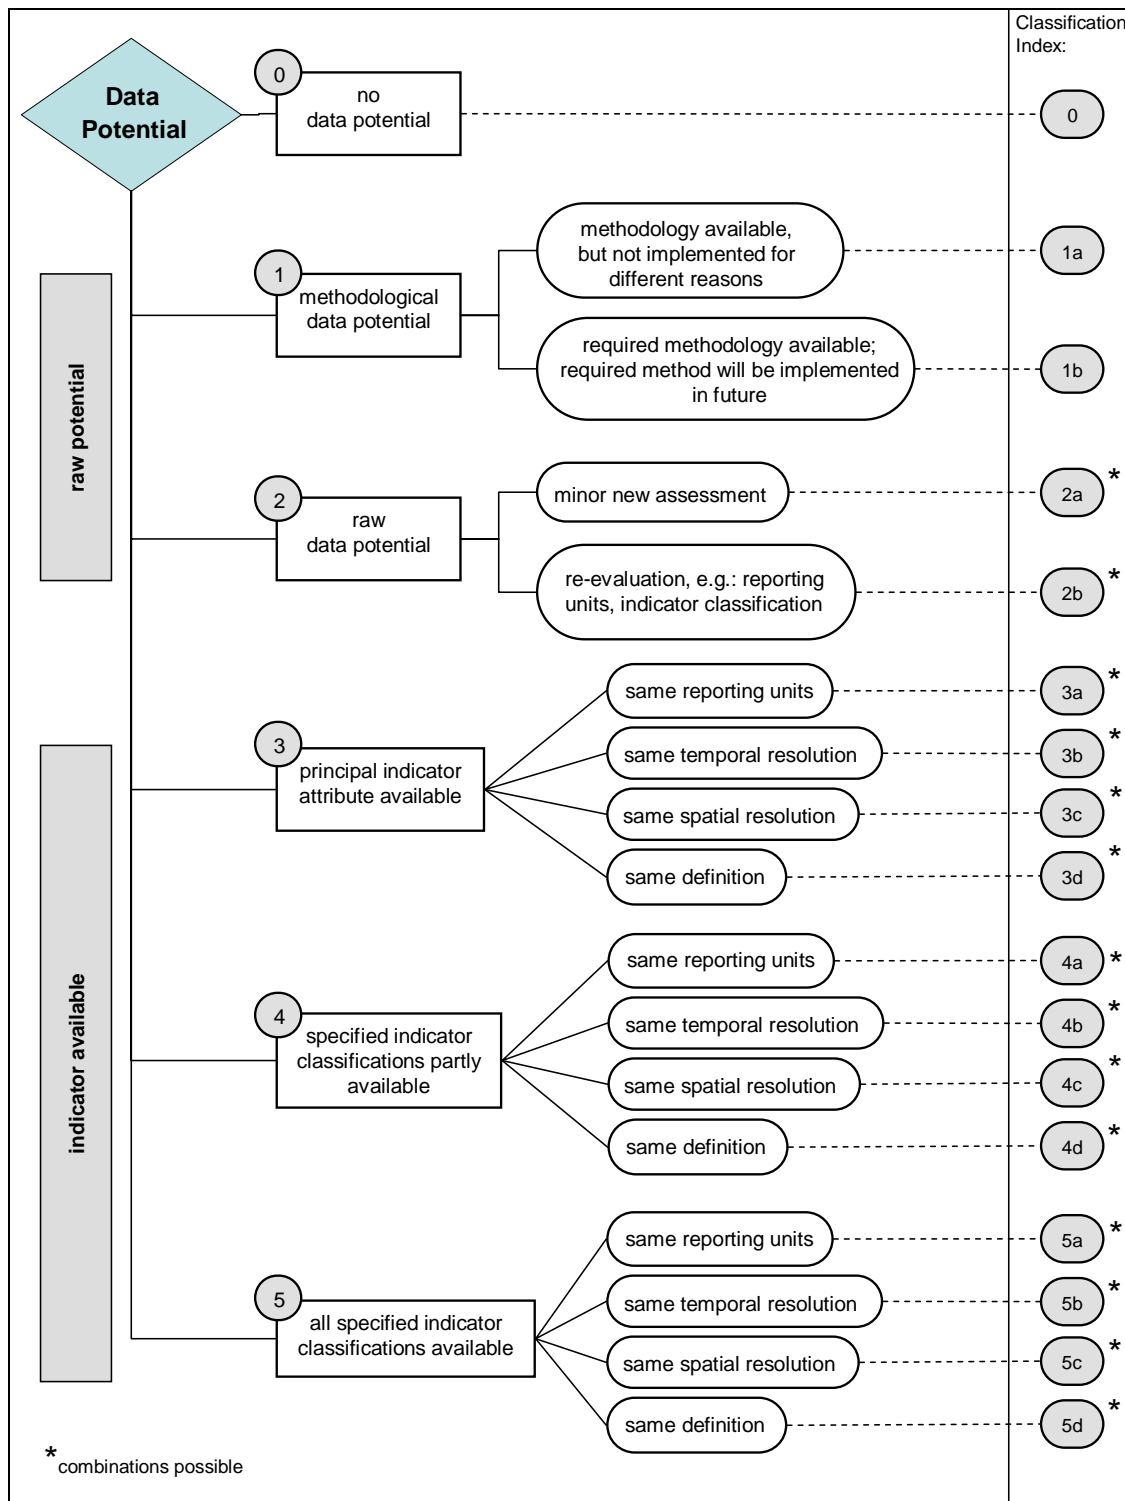 Classification
Index:
Data
Potential
0
no
data potential
0
raw potential
1
methodological
data potential
methodology available,
but not implemented for
different reasons
1a
required methodology available;
required method will be implemented
in future
1b
2
raw
data potential
minor new assessment
2a *
re-evaluation, e.g.: reporting
units, indicator classification
2b *
indicator available
3
principal indicator
attribute available
same reporting units
3a *
same temporal resolution
3b *
same spatial resolution
3c *
same definition
3d *
4
specified indicator
classifications partly
available
same reporting units
4a *
same temporal resolution
4b *
same spatial resolution
4c *
same definition
4d *
5
all specified indicator
classifications available
same reporting units
5a *
same temporal resolution
5b *
same spatial resolution
5c *
same definition
5d *
*combinations possible